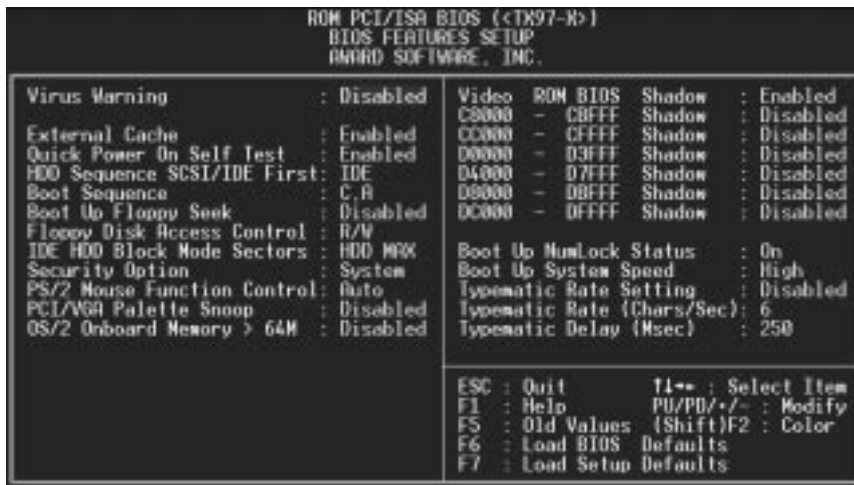 ROM PCI/ISA BIOS (<TX97-X>)
BIOS FEATURES SETUP
AWARD SOFTWARE, INC.
Virus Warning : Disabled
External Cache : Enabled
Quick Power On Self Test : Enabled
HDD Sequence SCSI/IDE First: IDE
Boot Sequence : C,A
Boot Up Floppy Seek : Disabled
Floppy Disk Access Control : R/W
IDE HDD Block Mode Sectors : HDD MAX
Security Option : System
PS/2 Mouse Function Control: Auto
PCI/VGA Palette Snoop : Disabled
OS/2 Onboard Memory > 64M : Disabled
Video ROM BIOS Shadow : Enabled
C8000 - CBFFF Shadow : Disabled
CC000 - CFFFF Shadow : Disabled
D0000 - D3FFF Shadow : Disabled
D4000 - D7FFF Shadow : Disabled
D8000 - DBFFF Shadow : Disabled
DC000 - DFFFF Shadow : Disabled
Boot Up NumLock Status : On
Boot Up System Speed : High
Typematic Rate Setting : Disabled
Typematic Rate (Chars/Sec): 6
Typematic Delay (Msec) : 250
ESC : Quit ↑↓→← : Select Item
F1 : Help PU/PD/+/- : Modify
F5 : Old Values (Shift)F2 : Color
F6 : Load BIOS Defaults
F7 : Load Setup Defaults